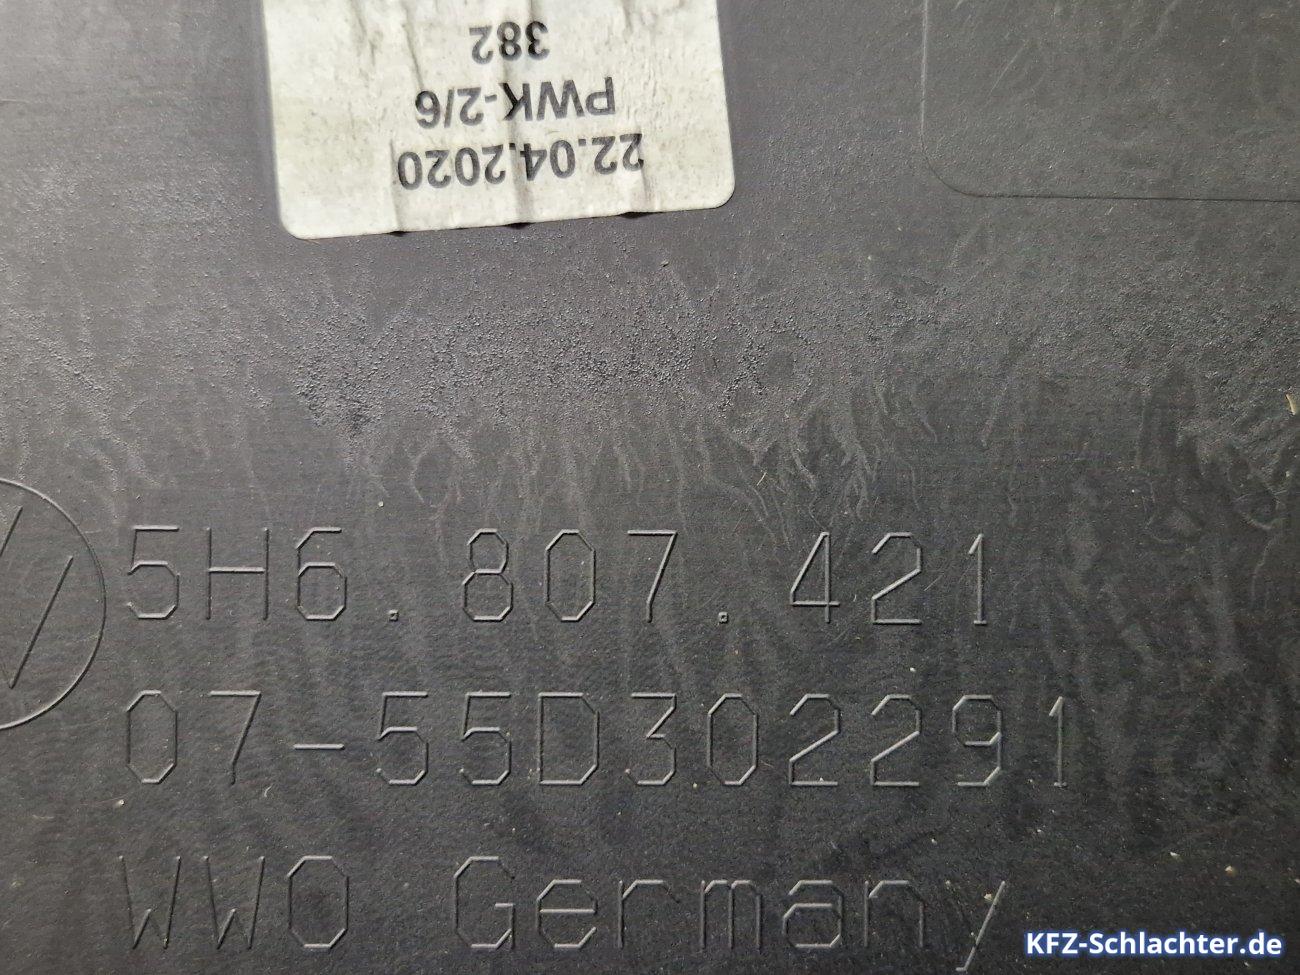 22.04.2020
PWK-2/6
382
5H6.807.421
07-55D302291
WWO Germany
KFZ-Schlachter.de